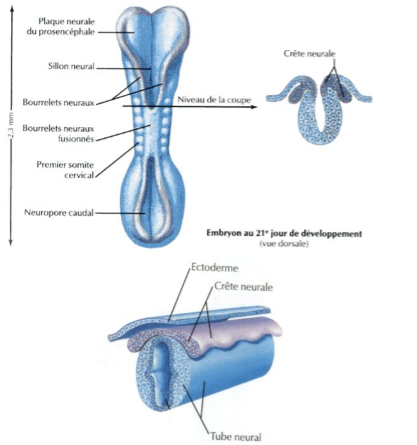 Plaque neurale
du prosencéphale
Sillon neural
Bourrelets neuraux
Bourrelets neuraux
fusionnés
Premier somite
cervical
Neuropore caudal
2,3 mm
Niveau de la coupe
Crête neurale
Embryon au 21e jour de développement
(vue dorsale)
Ectoderme
Crête neurale
Tube neural